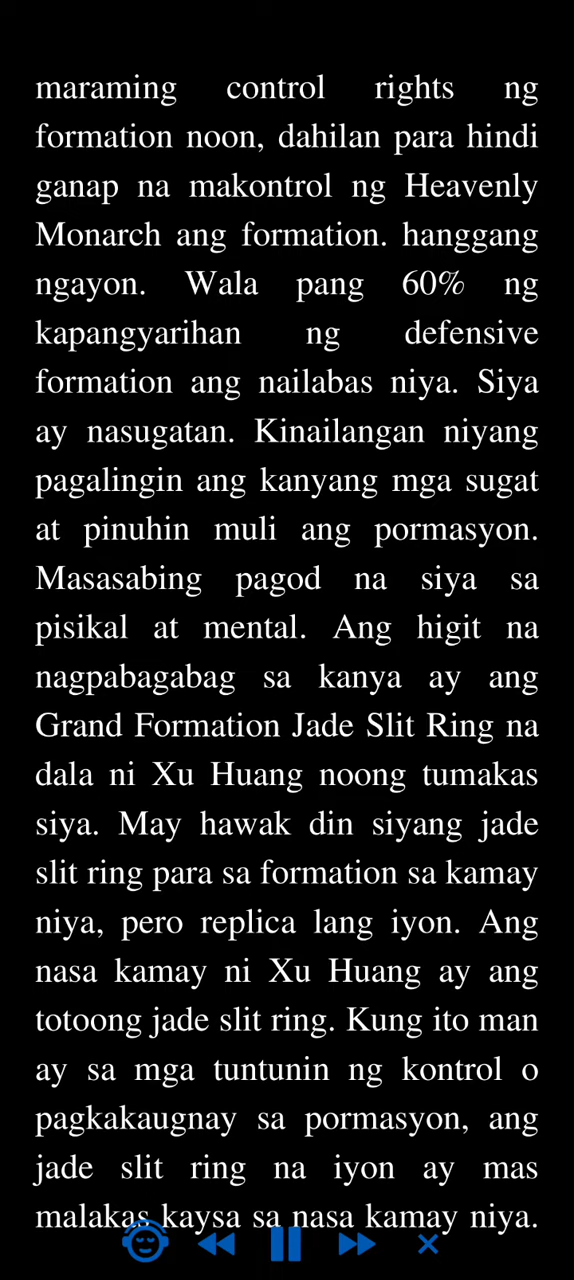 maraming control rights ng
formation noon, dahilan para hindi
ganap na makontrol ng Heavenly
Monarch ang formation. hanggang
ngayon. Wala pang 60% ng
kapangyarihan ng defensive
formation ang nailabas niya. Siya
ay nasugatan. Kinailangan niyang
pagalingin ang kanyang mga sugat
at pinuhin muli ang pormasyon.
Masasabing pagod na siya sa
pisikal at mental. Ang higit na
nagpabagabag sa kanya ay ang
Grand Formation Jade Slit Ring na
dala ni Xu Huang noong tumakas
siya. May hawak din siyang jade
slit ring para sa formation sa kamay
niya, pero replica lang iyon. Ang
nasa kamay ni Xu Huang ay ang
totoong jade slit ring. Kung ito man
ay sa mga tuntunin ng kontrol o
pagkakaugnay sa pormasyon, ang
jade slit ring na iyon ay mas
malakas kaysa sa nasa kamay niya.